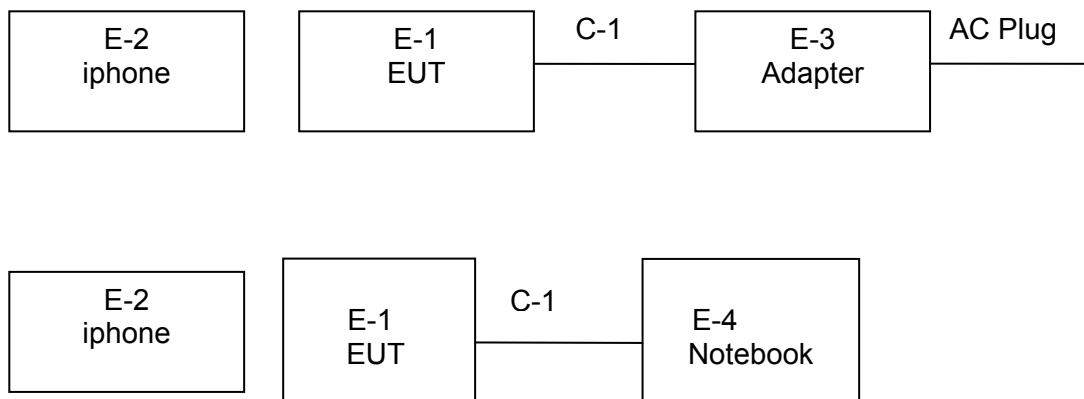 E-2
iphone
E-1
EUT
C-1
E-3
Adapter
AC Plug
E-2
iphone
E-1
EUT
C-1
E-4
Notebook